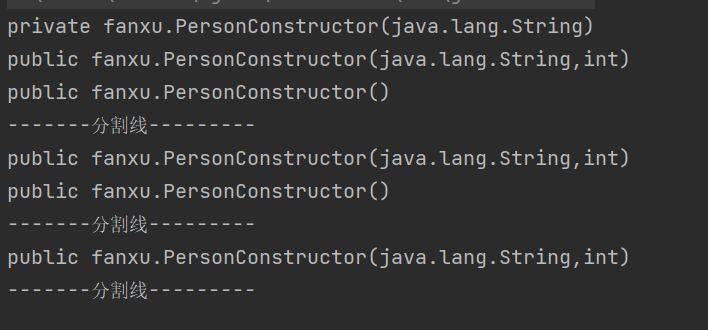 private fanxu.PersonConstructor(java.lang.String)
public fanxu.PersonConstructor(java.lang.String,int)
public fanxu.PersonConstructor()
-------分割线---------
public fanxu.PersonConstructor(java.lang.String,int)
public fanxu.PersonConstructor()
-------分割线---------
public fanxu.PersonConstructor(java.lang.String,int)
-------分割线---------